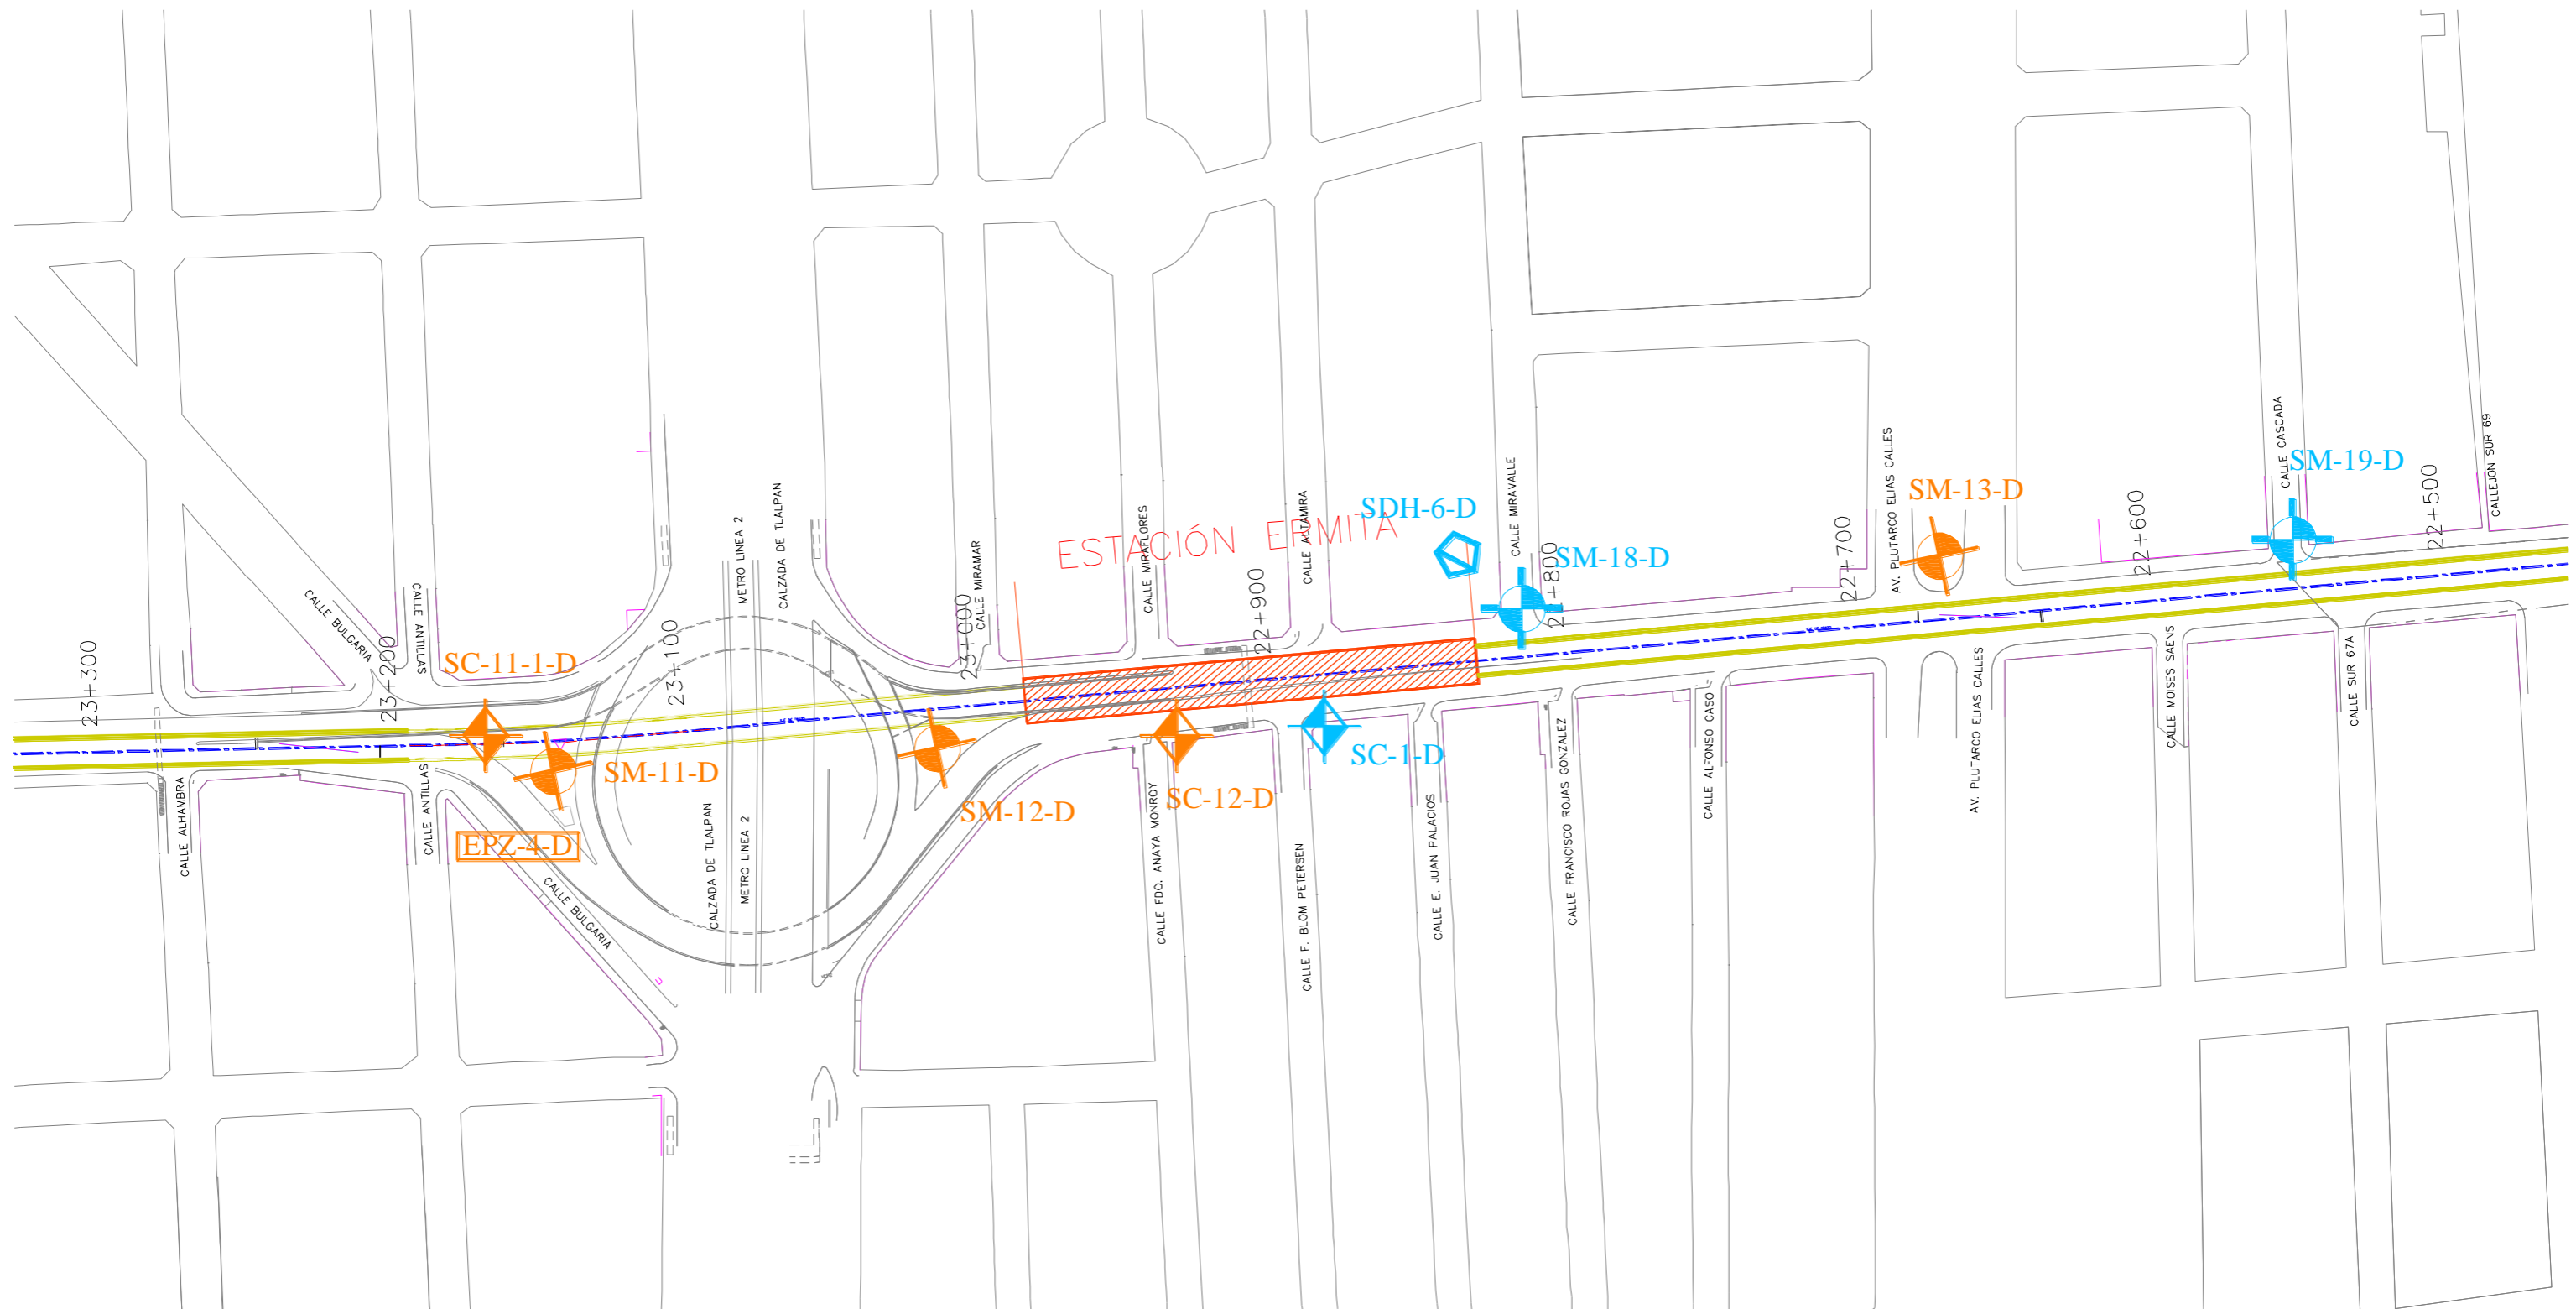 ESTACIÓN ERMITA
23+300
23+200
23+100
23+000
22+900
22+800
22+700
22+600
22+500
SC-11-1-D
SM-11-D
EPZ-4-D
SM-12-D
SC-12-D
SC-1-D
SDH-6-D
SM-18-D
SM-13-D
SM-19-D
CALLE BULGARIA
CALLE ANTILLAS
METRO LINEA 2
CALZADA DE TLALPAN
CALLE MIRAMAR
CALLE MIRAFLORES
CALLE ALTAMIRA
CALLE MIRAVALLE
AV. PLUTARCO ELIAS CALLES
CALLE CASCADA
CALLEJON SUR 69
CALLE ALHAMBRA
CALLE ANTILLAS
CALLE BULGARIA
CALZADA DE TLALPAN
METRO LINEA 2
CALLE FDO. ANAYA MONROY
CALLE F. BLOM PETERSEN
CALLE E. JUAN PALACIOS
CALLE FRANCISCO ROJAS GONZALEZ
CALLE ALFONSO CASO
AV. PLUTARCO ELIAS CALLES
CALLE MOISES SAENS
CALLE SUR 67A